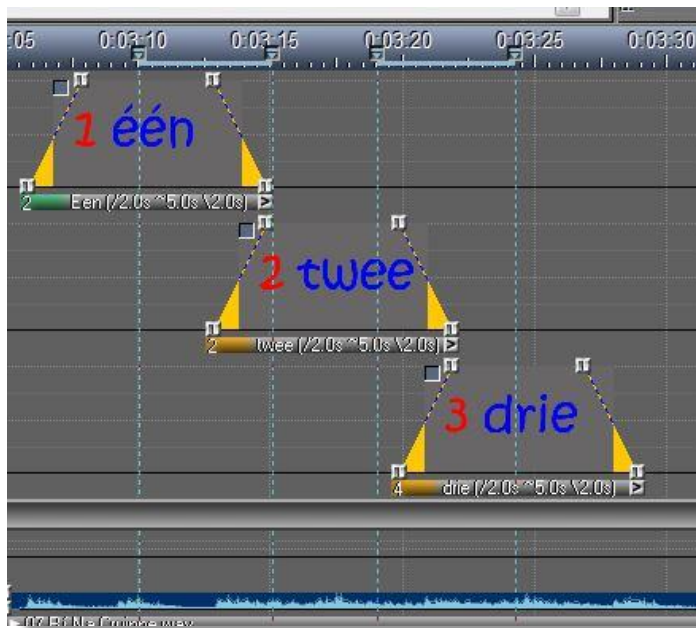 :05 0:03:10 0:03:15 0:03:20 0:03:25 0:03:30
1 één
2 Een (/2.0s ~5.0s \2.0s) >
2 twee
2 twee (/2.0s ~5.0s \2.0s) >
3 drie
4 drie (/2.0s ~5.0s \2.0s) >